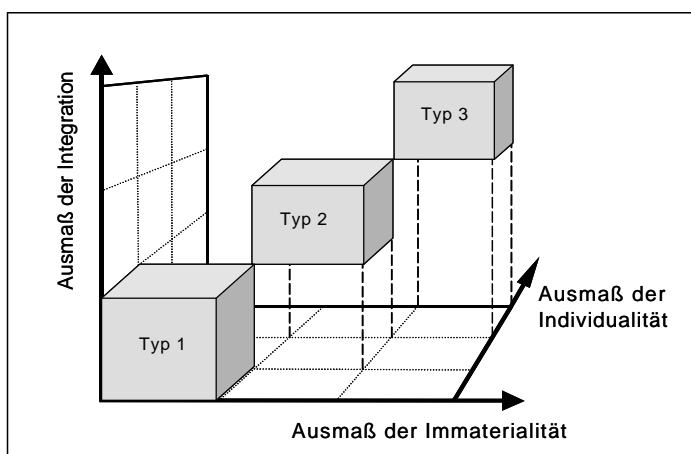 Ausmaß der Integration
Typ 3
Typ 2
Typ 1
Ausmaß der
Individualität
Ausmaß der Immaterialität